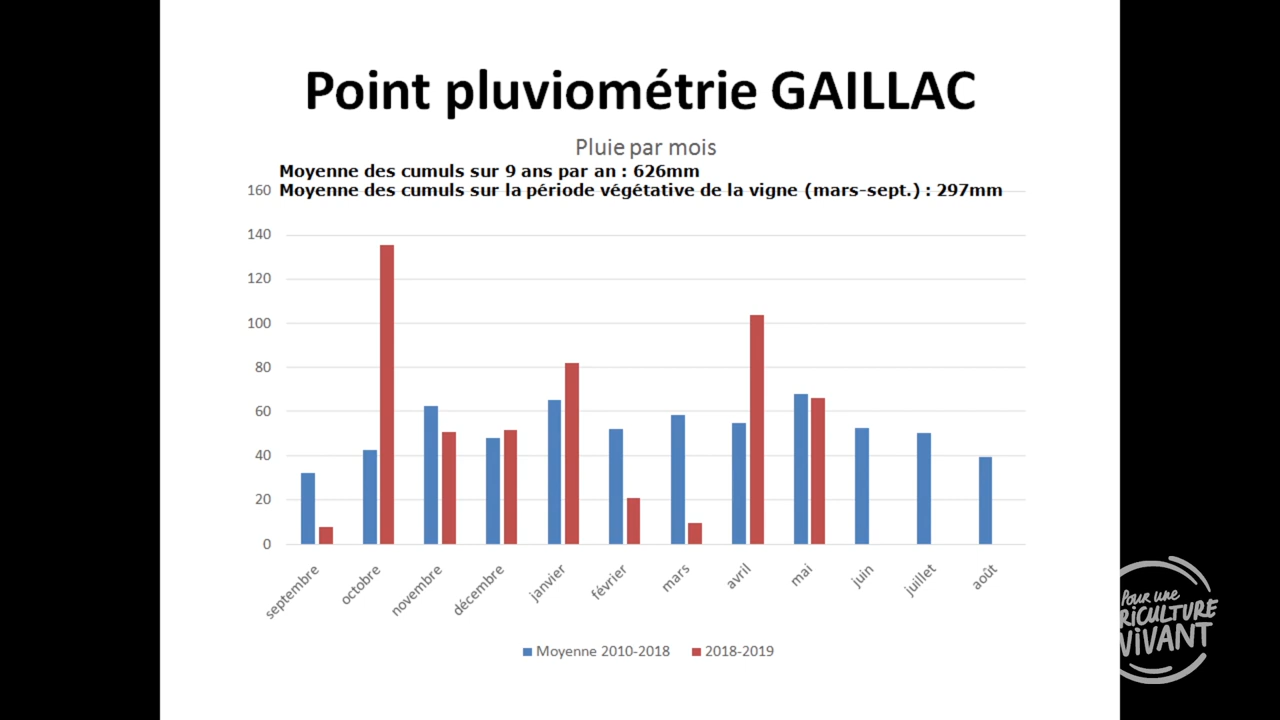 Point pluviométrie GAILLAC
Pluie par mois
Moyenne des cumuls sur 9 ans par an : 626mm
Moyenne des cumuls sur la période végétative de la vigne (mars-sept.) : 297mm
160
140
120
100
80
60
40
20
0
septembre
octobre
novembre
décembre
janvier
février
mars
avril
mai
juin
juillet
août
Moyenne 2010-2018
2018-2019
Pour une
RICULTURE
ViVANT